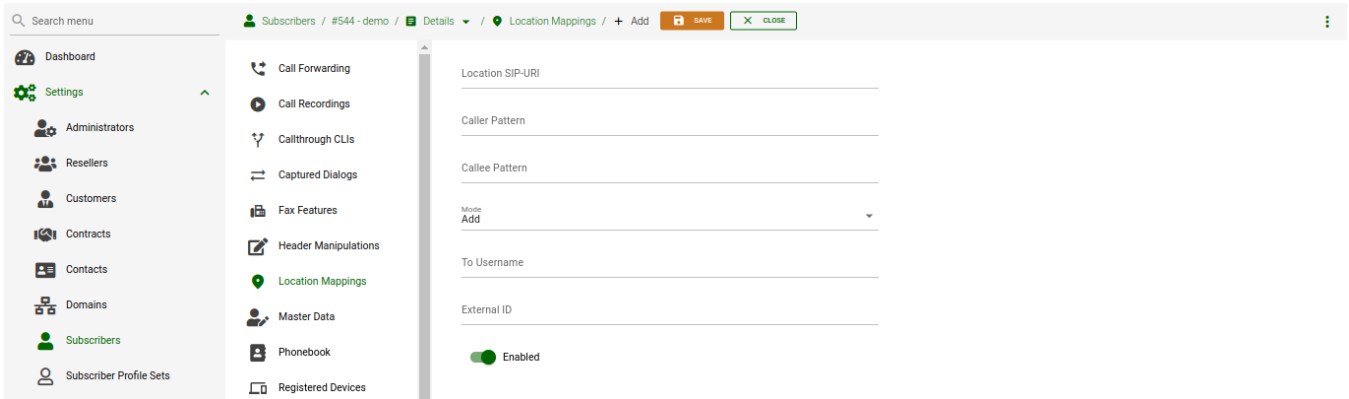 Search menu
Subscribers / #544 - demo / Details / Location Mappings / + Add SAVE CLOSE
Dashboard
Settings
Administrators
Resellers
Customers
Contracts
Contacts
Domains
Subscribers
Subscriber Profile Sets
Call Forwarding
Call Recordings
Callthrough CLIs
Captured Dialogs
Fax Features
Header Manipulations
Location Mappings
Master Data
Phonebook
Registered Devices
Location SIP-URI
Caller Pattern
Callee Pattern
Mode
Add
To Username
External ID
Enabled